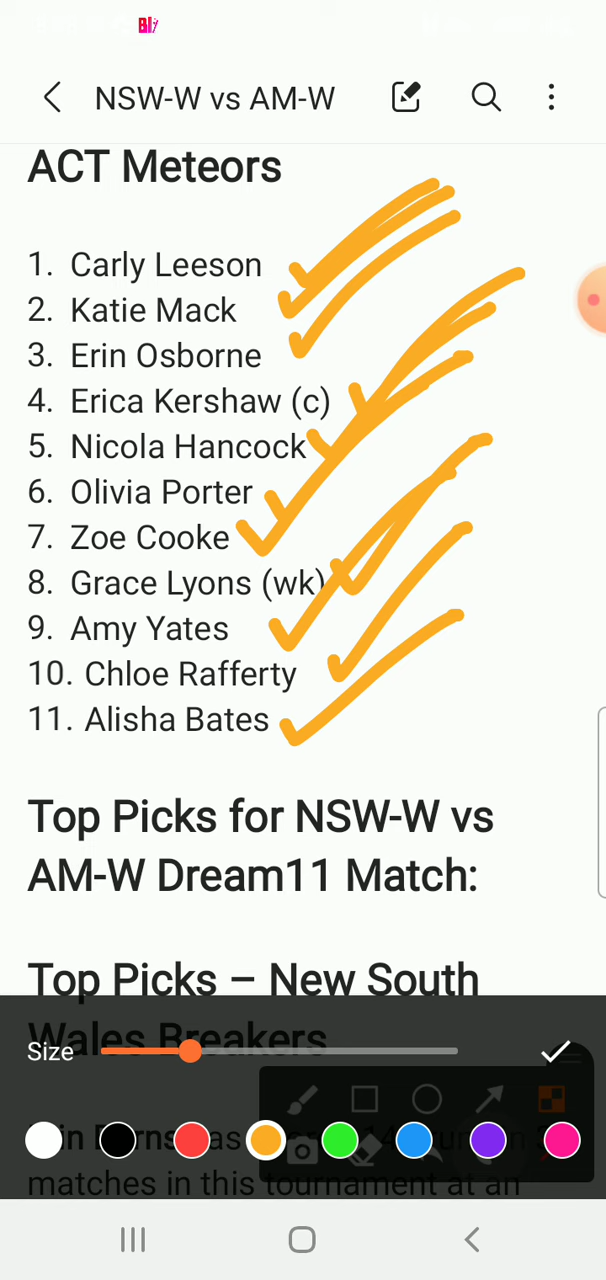 NSW-W vs AM-W
ACT Meteors
1. Carly Leeson
2. Katie Mack
3. Erin Osborne
4. Erica Kershaw (c)
5. Nicola Hancock
6. Olivia Porter
7. Zoe Cooke
8. Grace Lyons (wk)
9. Amy Yates
10. Chloe Rafferty
11. Alisha Bates
Top Picks for NSW-W vs
AM-W Dream11 Match:
Top Picks – New South
Wales Breakers
Size
matches in this tournament at an